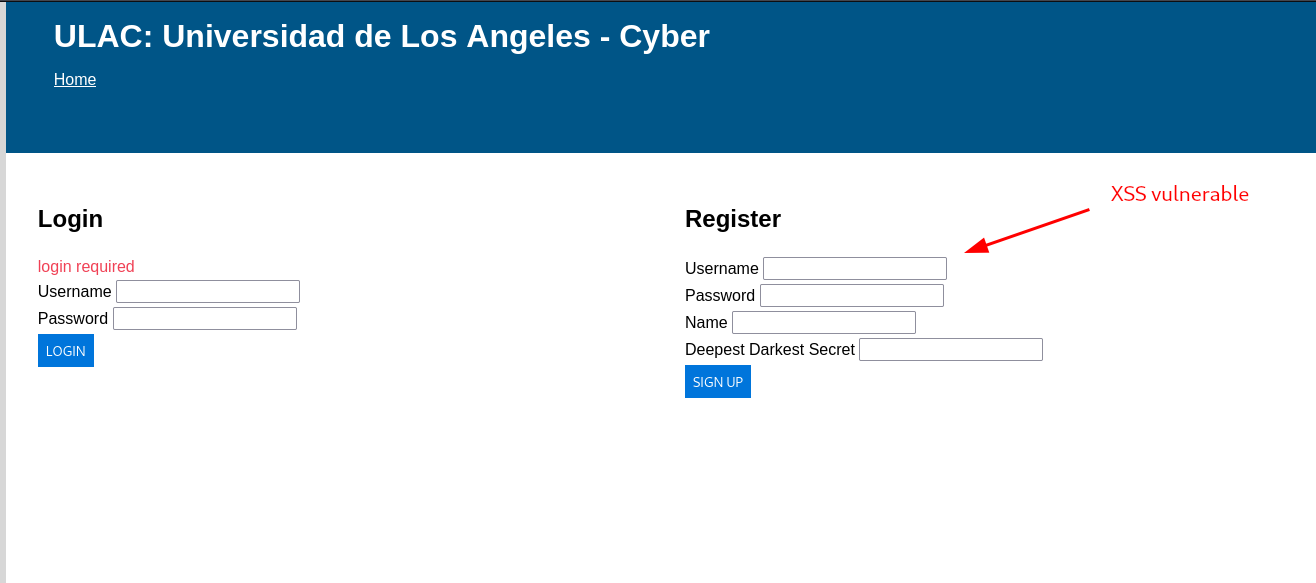 ULAC: Universidad de Los Angeles - Cyber
Home
XSS vulnerable
Login
login required
Username
Password
LOGIN
Register
Username
Password
Name
Deepest Darkest Secret
SIGN UP